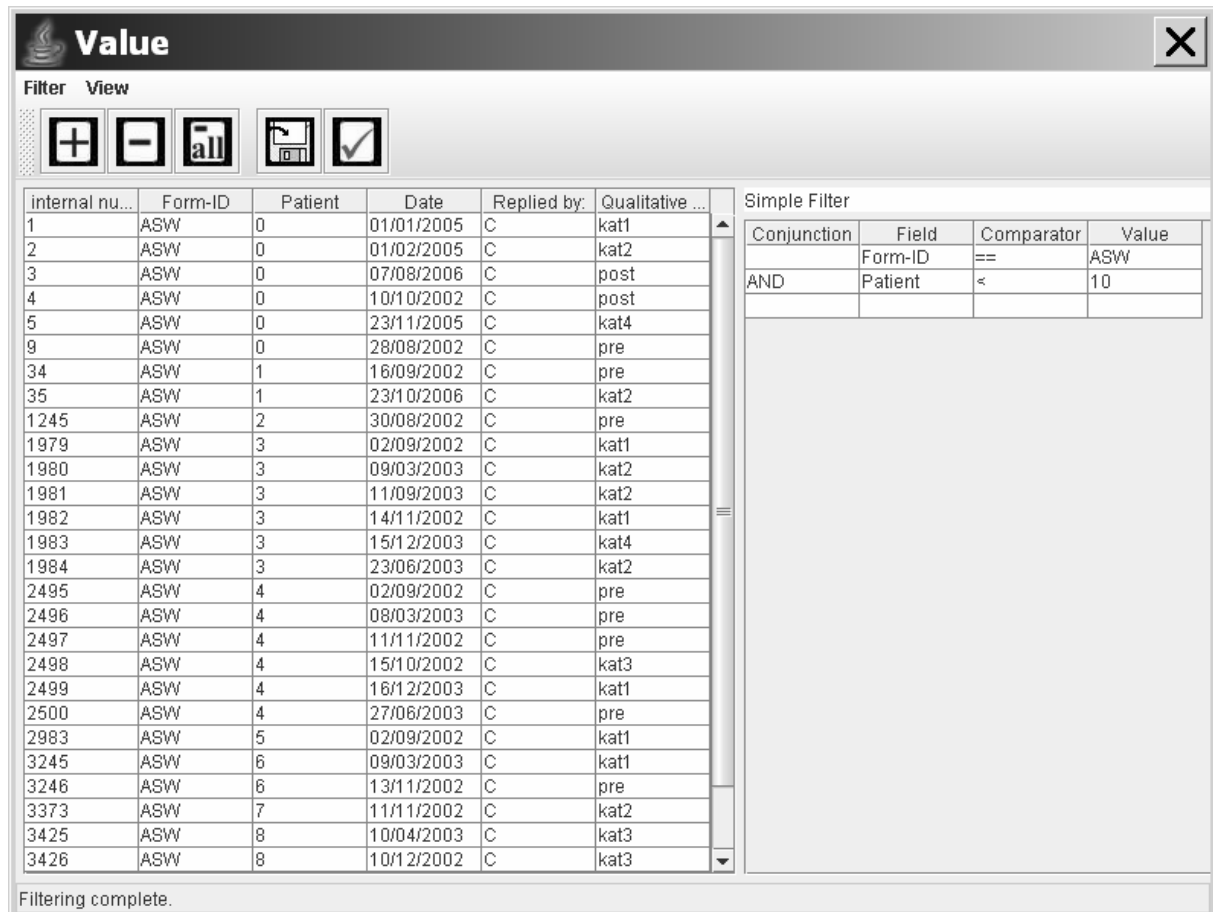 Value
Filter View
all
internal nu... Form-ID Patient Date Replied by: Qualitative ...
1 ASW 0 01/01/2005 C kat1
2 ASW 0 01/02/2005 C kat2
3 ASW 0 07/08/2006 C post
4 ASW 0 10/10/2002 C post
5 ASW 0 23/11/2005 C kat4
9 ASW 0 28/08/2002 C pre
34 ASW 1 16/09/2002 C pre
35 ASW 1 23/10/2006 C kat2
1245 ASW 2 30/08/2002 C pre
1979 ASW 3 02/09/2002 C kat1
1980 ASW 3 09/03/2003 C kat2
1981 ASW 3 11/09/2003 C kat2
1982 ASW 3 14/11/2002 C kat1
1983 ASW 3 15/12/2003 C kat4
1984 ASW 3 23/06/2003 C kat2
2495 ASW 4 02/09/2002 C pre
2496 ASW 4 08/03/2003 C pre
2497 ASW 4 11/11/2002 C pre
2498 ASW 4 15/10/2002 C kat3
2499 ASW 4 16/12/2003 C kat1
2500 ASW 4 27/06/2003 C pre
2983 ASW 5 02/09/2002 C kat1
3245 ASW 6 09/03/2003 C kat1
3246 ASW 6 13/11/2002 C pre
3373 ASW 7 11/11/2002 C kat2
3425 ASW 8 10/04/2003 C kat3
3426 ASW 8 10/12/2002 C kat3
Simple Filter
Conjunction Field Comparator Value
Form-ID == ASW
AND Patient < 10
Filtering complete.